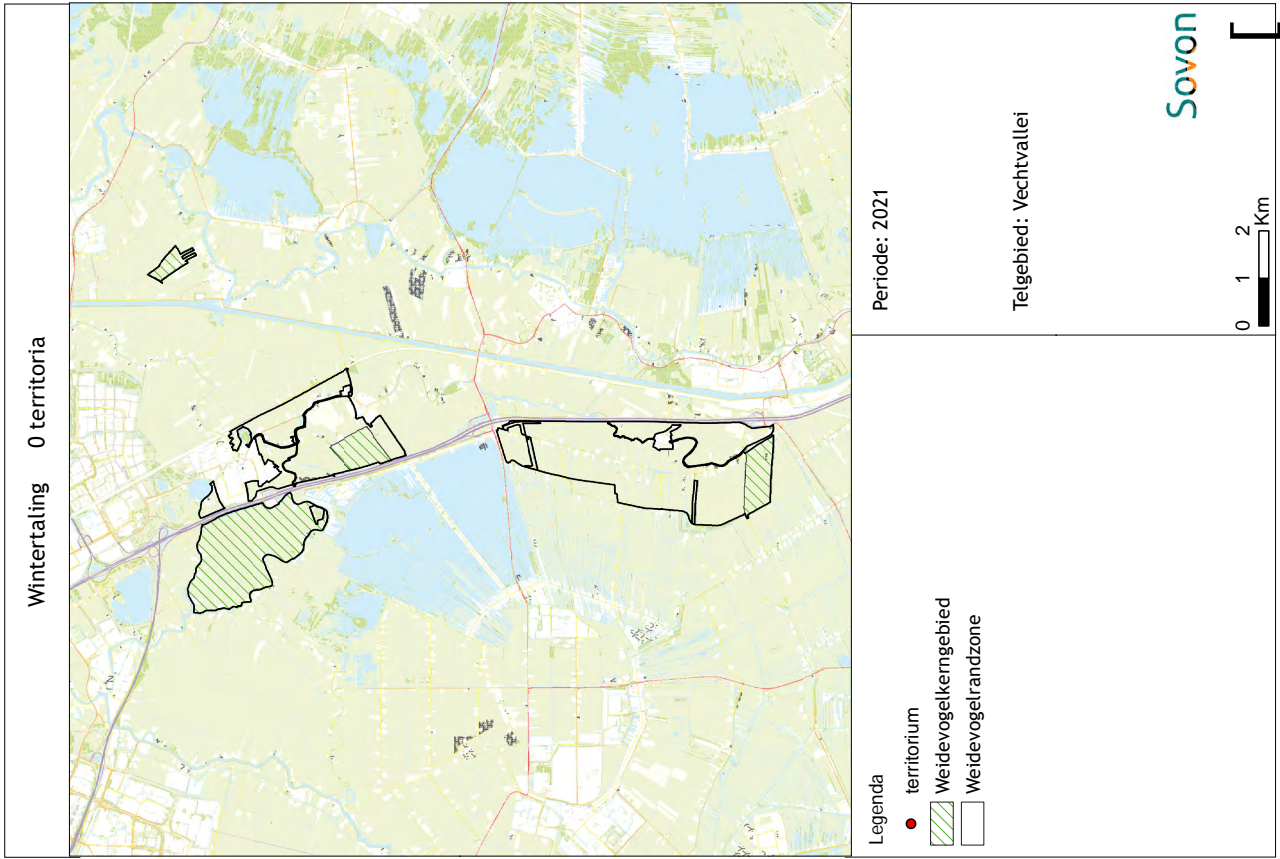 Wintertaling 0 territoria
Legenda
territorium
Weidevogelkerngebied
Weidevogelrandzone
Periode: 2021
Telgebied: Vechtvallei
0 1 2 Km
Sovon